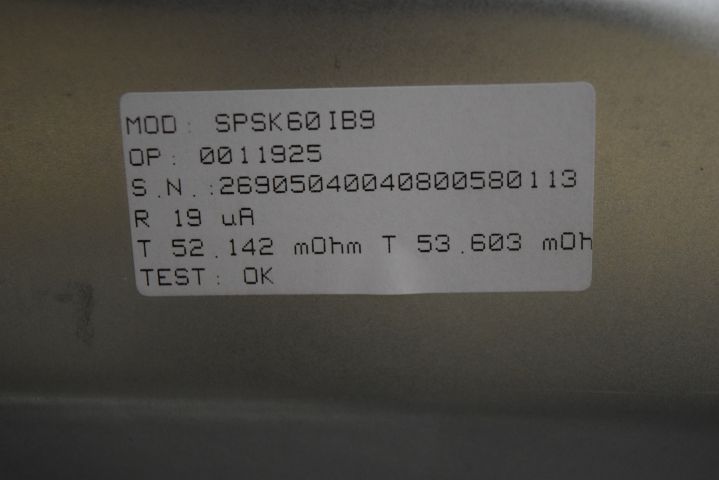 MOD: SPSK60IB9
OP: 0011925
S.N.:26905040040800580113
R 19 uA
T 52.142 mOhm T 53.603 mOh
TEST: OK